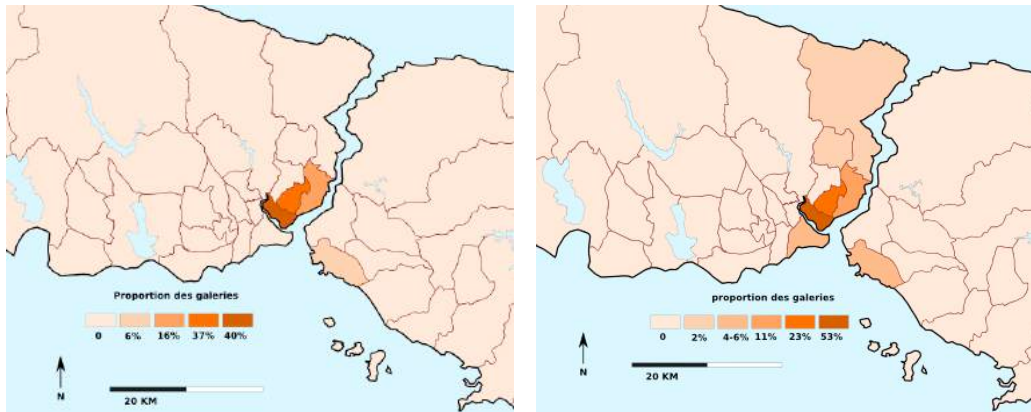 Proportion des galeries
0 6% 16% 37% 40%
N
20 KM
proportion des galeries
0 2% 4-6% 11% 23% 53%
N
20 KM